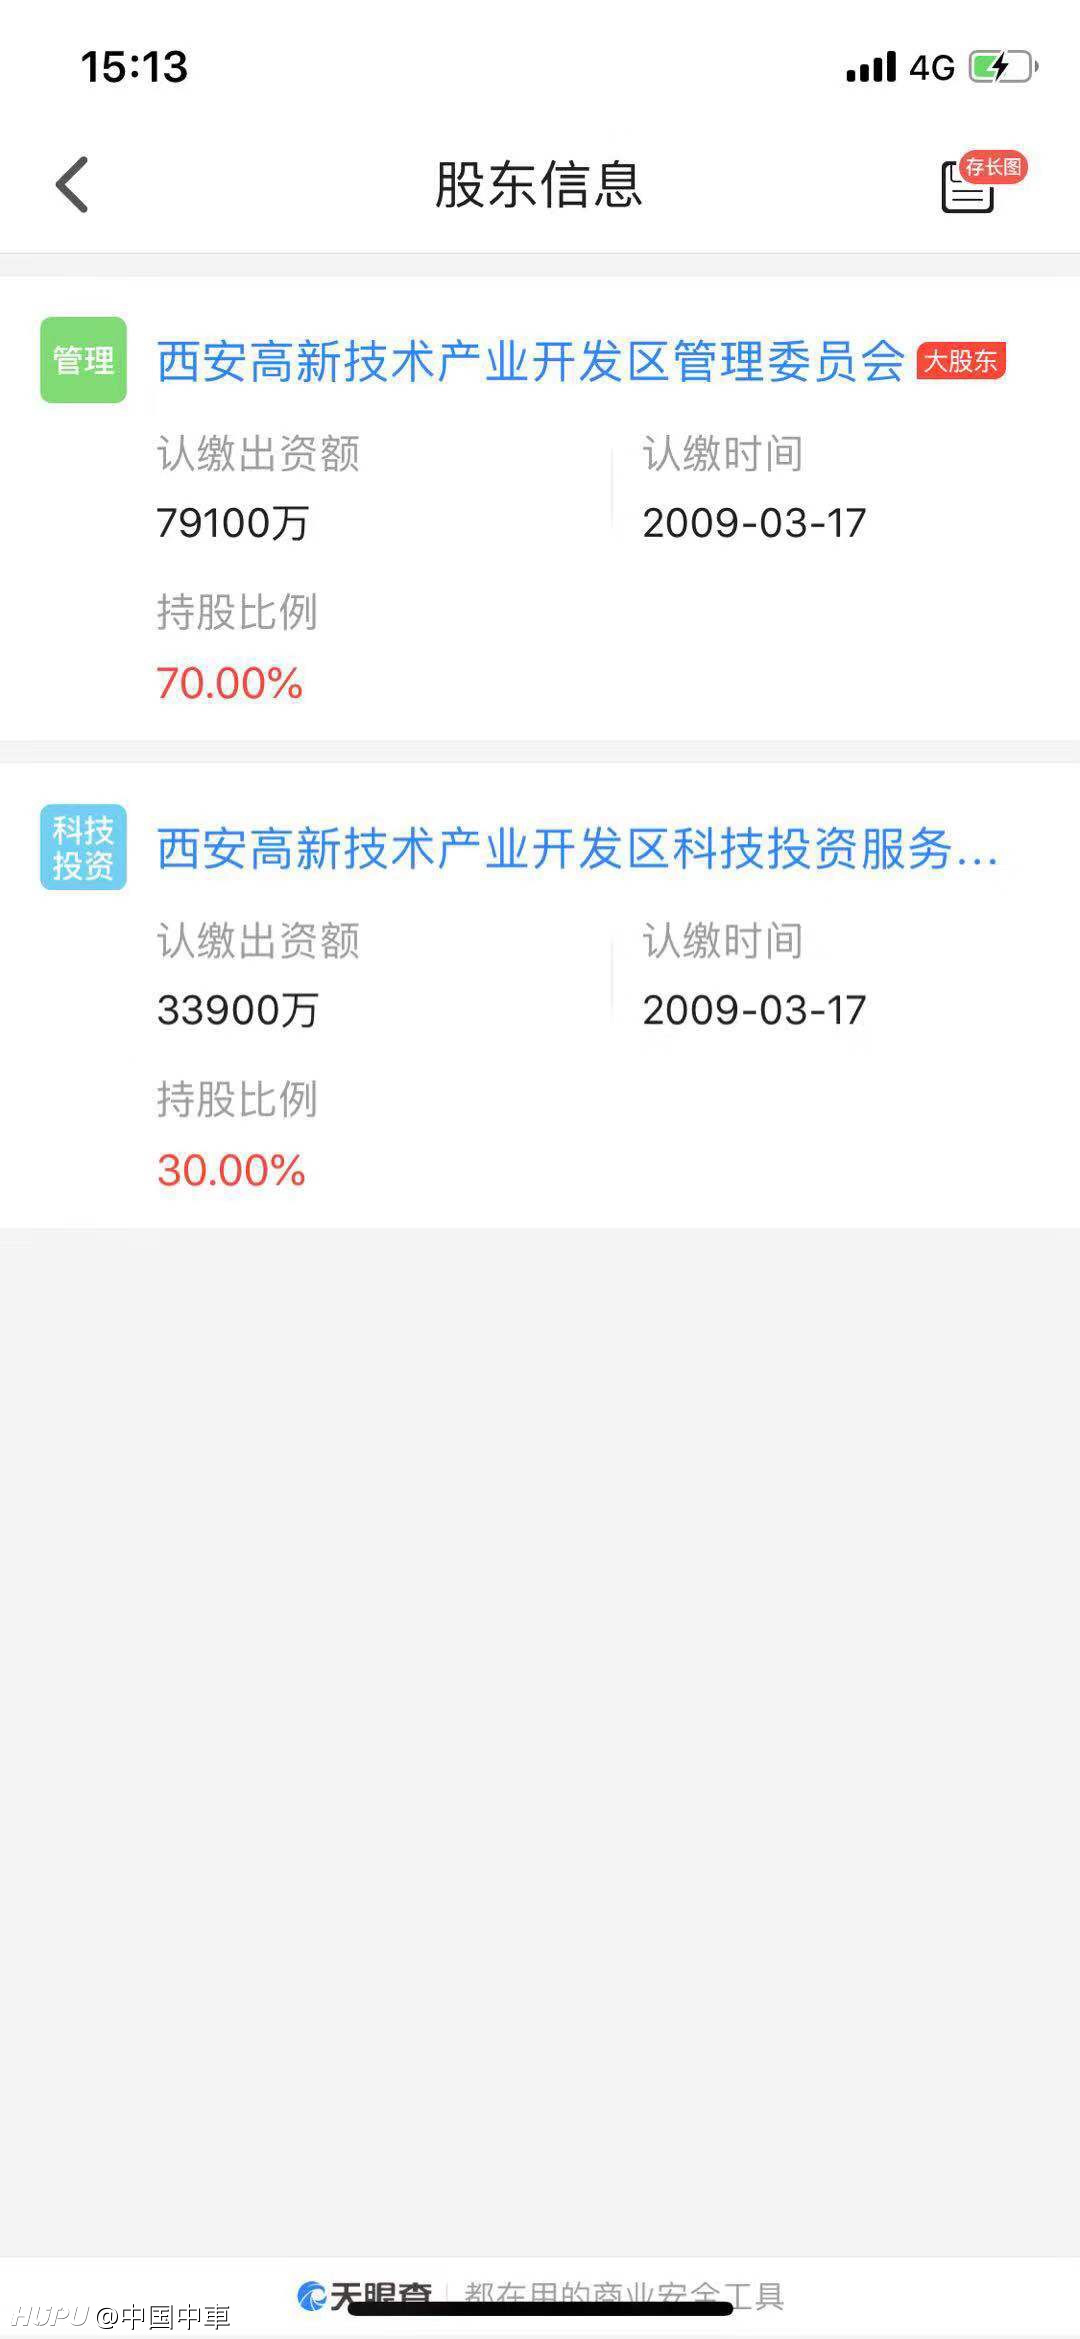 15:13
4G
股东信息
存长图
管理
西安高新技术产业开发区管理委员会 大股东
认缴出资额 认缴时间
79100万 2009-03-17
持股比例
70.00%
科技
投资
西安高新技术产业开发区科技投资服务...
认缴出资额 认缴时间
33900万 2009-03-17
持股比例
30.00%
天眼查 都在用的商业安全工具
HUPU @中国中車